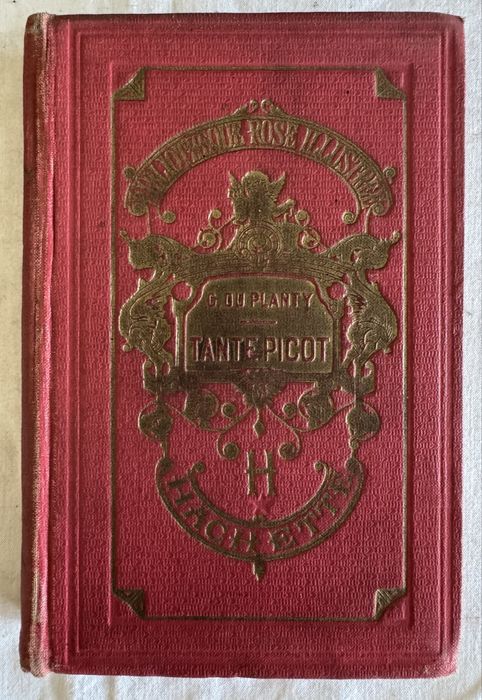 BIBLIOTHÈQUE ROSE ILLUSTRÉE
G. DU PLANTY
TANTE PICOT
H
HACHETTE